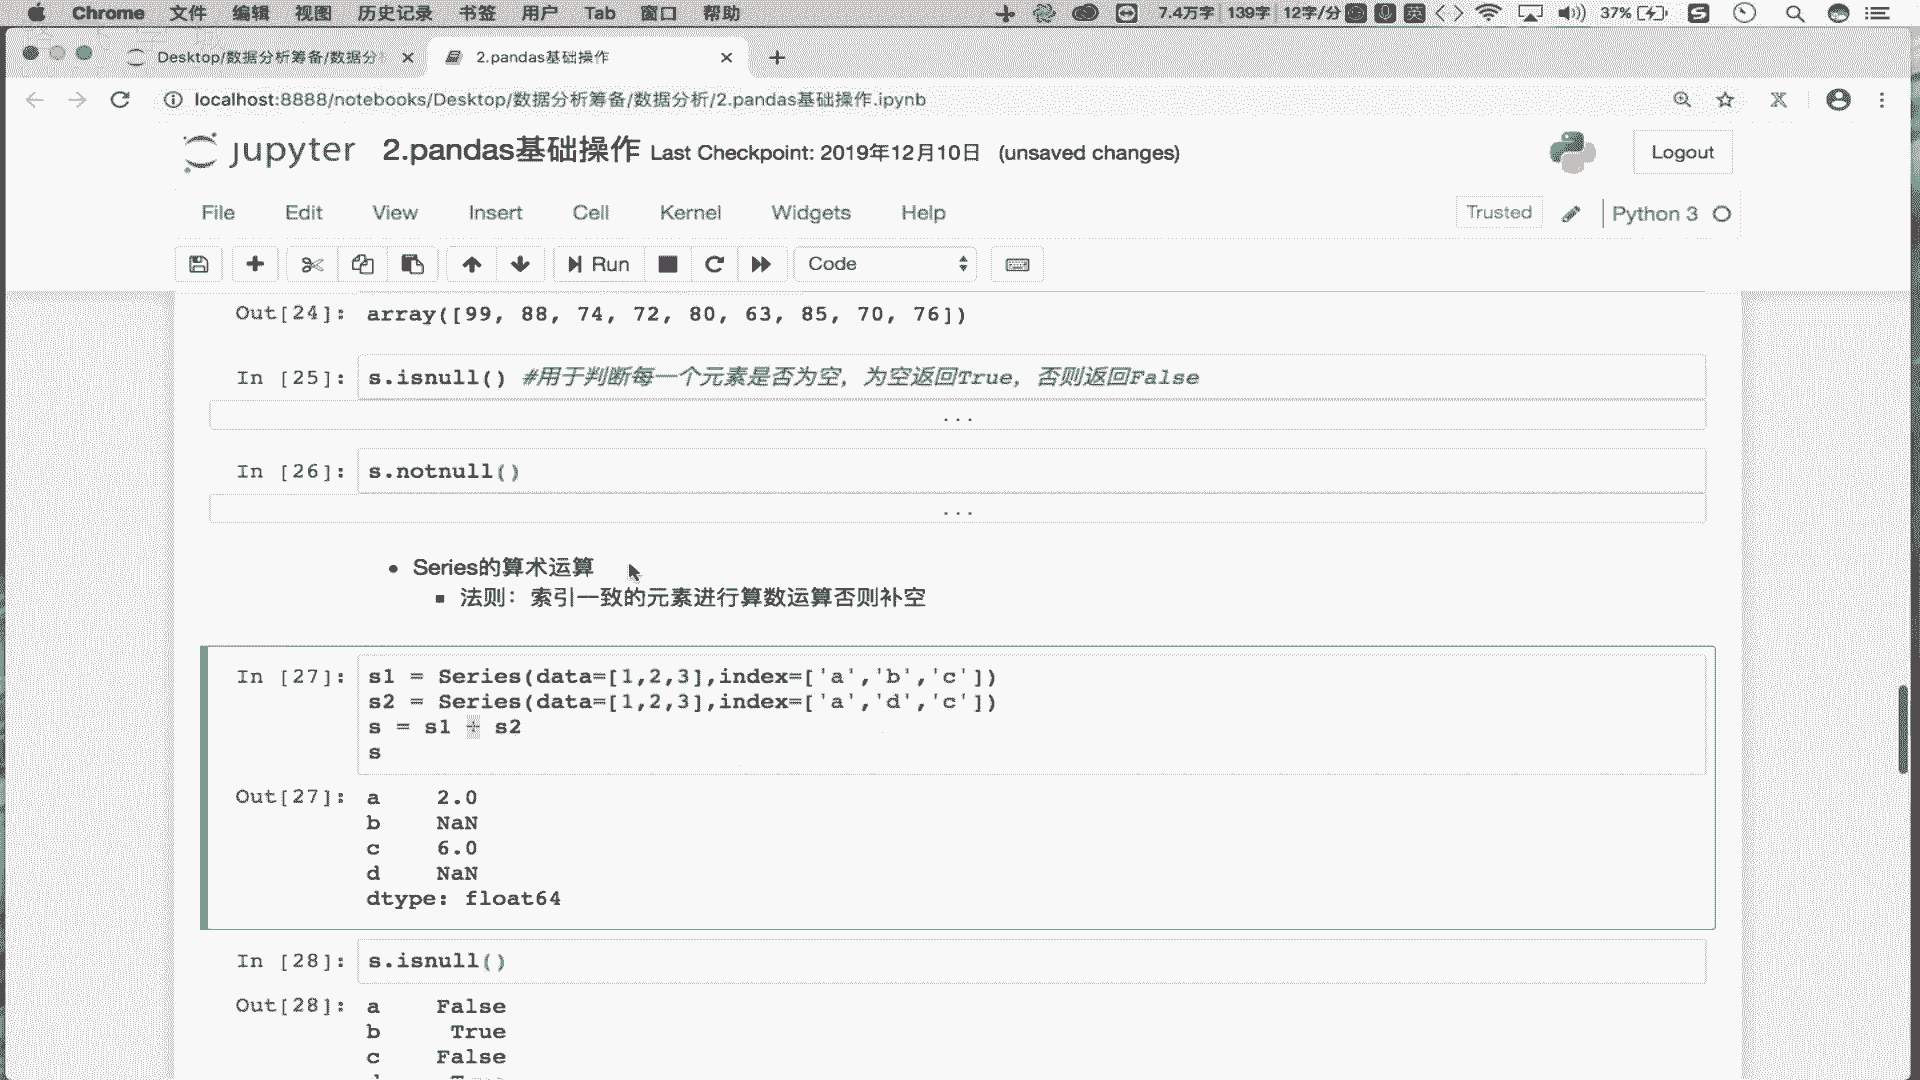 Chrome 文件 编辑 视图 历史记录 书签 用户 Tab 窗口 帮助 7.4万字 139字 12字/分 英 37%
Desktop/数据分析筹备/数据分 2.pandas基础操作
localhost:8888/notebooks/Desktop/数据分析筹备/数据分析/2.pandas基础操作.ipynb
jupyter 2.pandas基础操作 Last Checkpoint: 2019年12月10日 (unsaved changes) Logout
File Edit View Insert Cell Kernel Widgets Help Trusted Python 3
Run Code
Out[24]: array([99, 88, 74, 72, 80, 63, 85, 70, 76])
In [25]: s.isnull() #用于判断每一个元素是否为空，为空返回True，否则返回False
...
In [26]: s.notnull()
...
Series的算术运算
法则：索引一致的元素进行算数运算否则补空
In [27]: s1 = Series(data=[1,2,3],index=['a','b','c'])
s2 = Series(data=[1,2,3],index=['a','d','c'])
s = s1 + s2
s
Out[27]: a 2.0
b NaN
c 6.0
d NaN
dtype: float64
In [28]: s.isnull()
Out[28]: a False
b True
c False